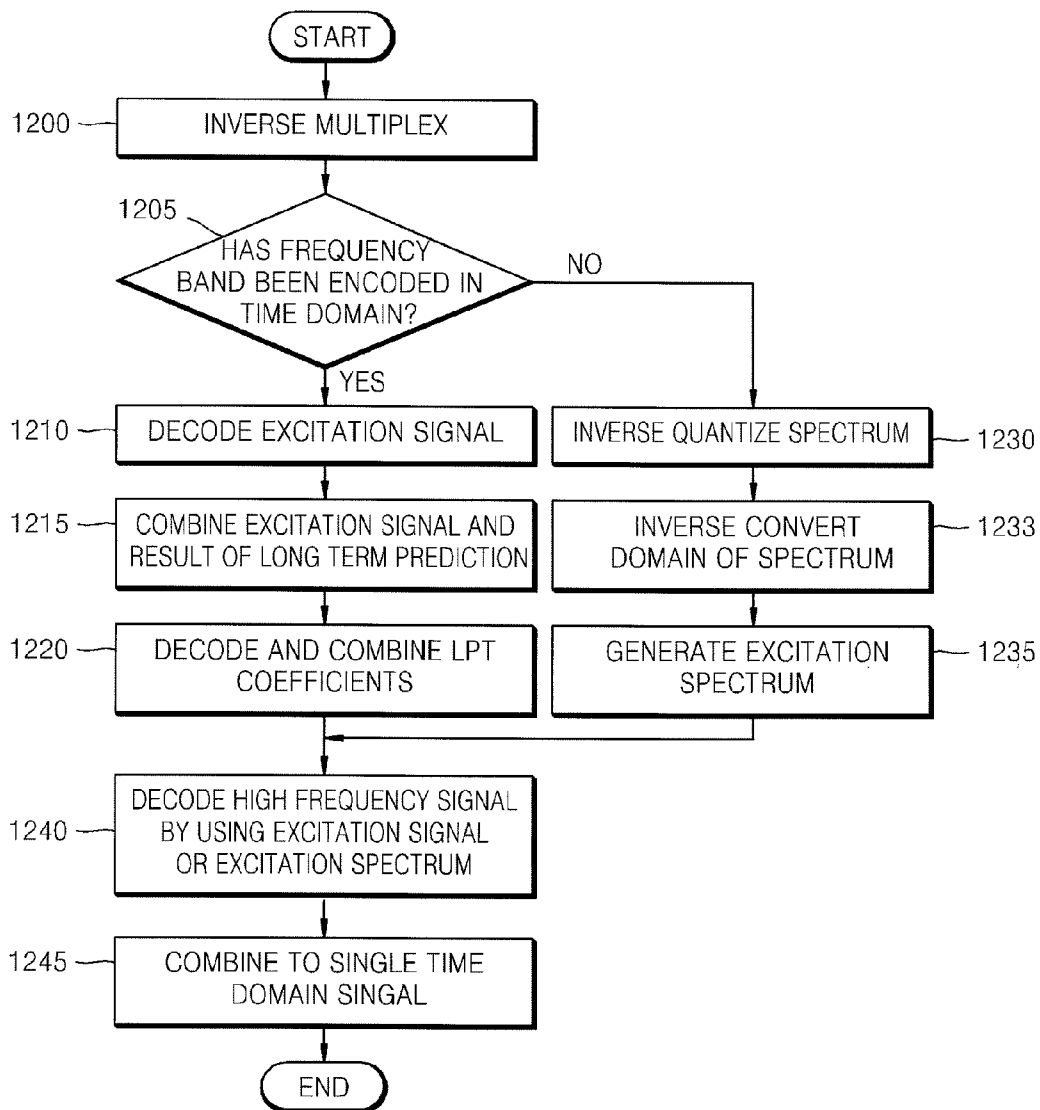 START
1200
INVERSE MULTIPLEX
1205
HAS FREQUENCY
BAND BEEN ENCODED IN
TIME DOMAIN?
NO
YES
1210
DECODE EXCITATION SIGNAL
INVERSE QUANTIZE SPECTRUM
1230
1215
COMBINE EXCITATION SIGNAL AND
RESULT OF LONG TERM PREDICTION
INVERSE CONVERT
DOMAIN OF SPECTRUM
1233
1220
DECODE AND COMBINE LPT
COEFFICIENTS
GENERATE EXCITATION
SPECTRUM
1235
1240
DECODE HIGH FREQUENCY SIGNAL
BY USING EXCITATION SIGNAL
OR EXCITATION SPECTRUM
1245
COMBINE TO SINGLE TIME
DOMAIN SINGAL
END